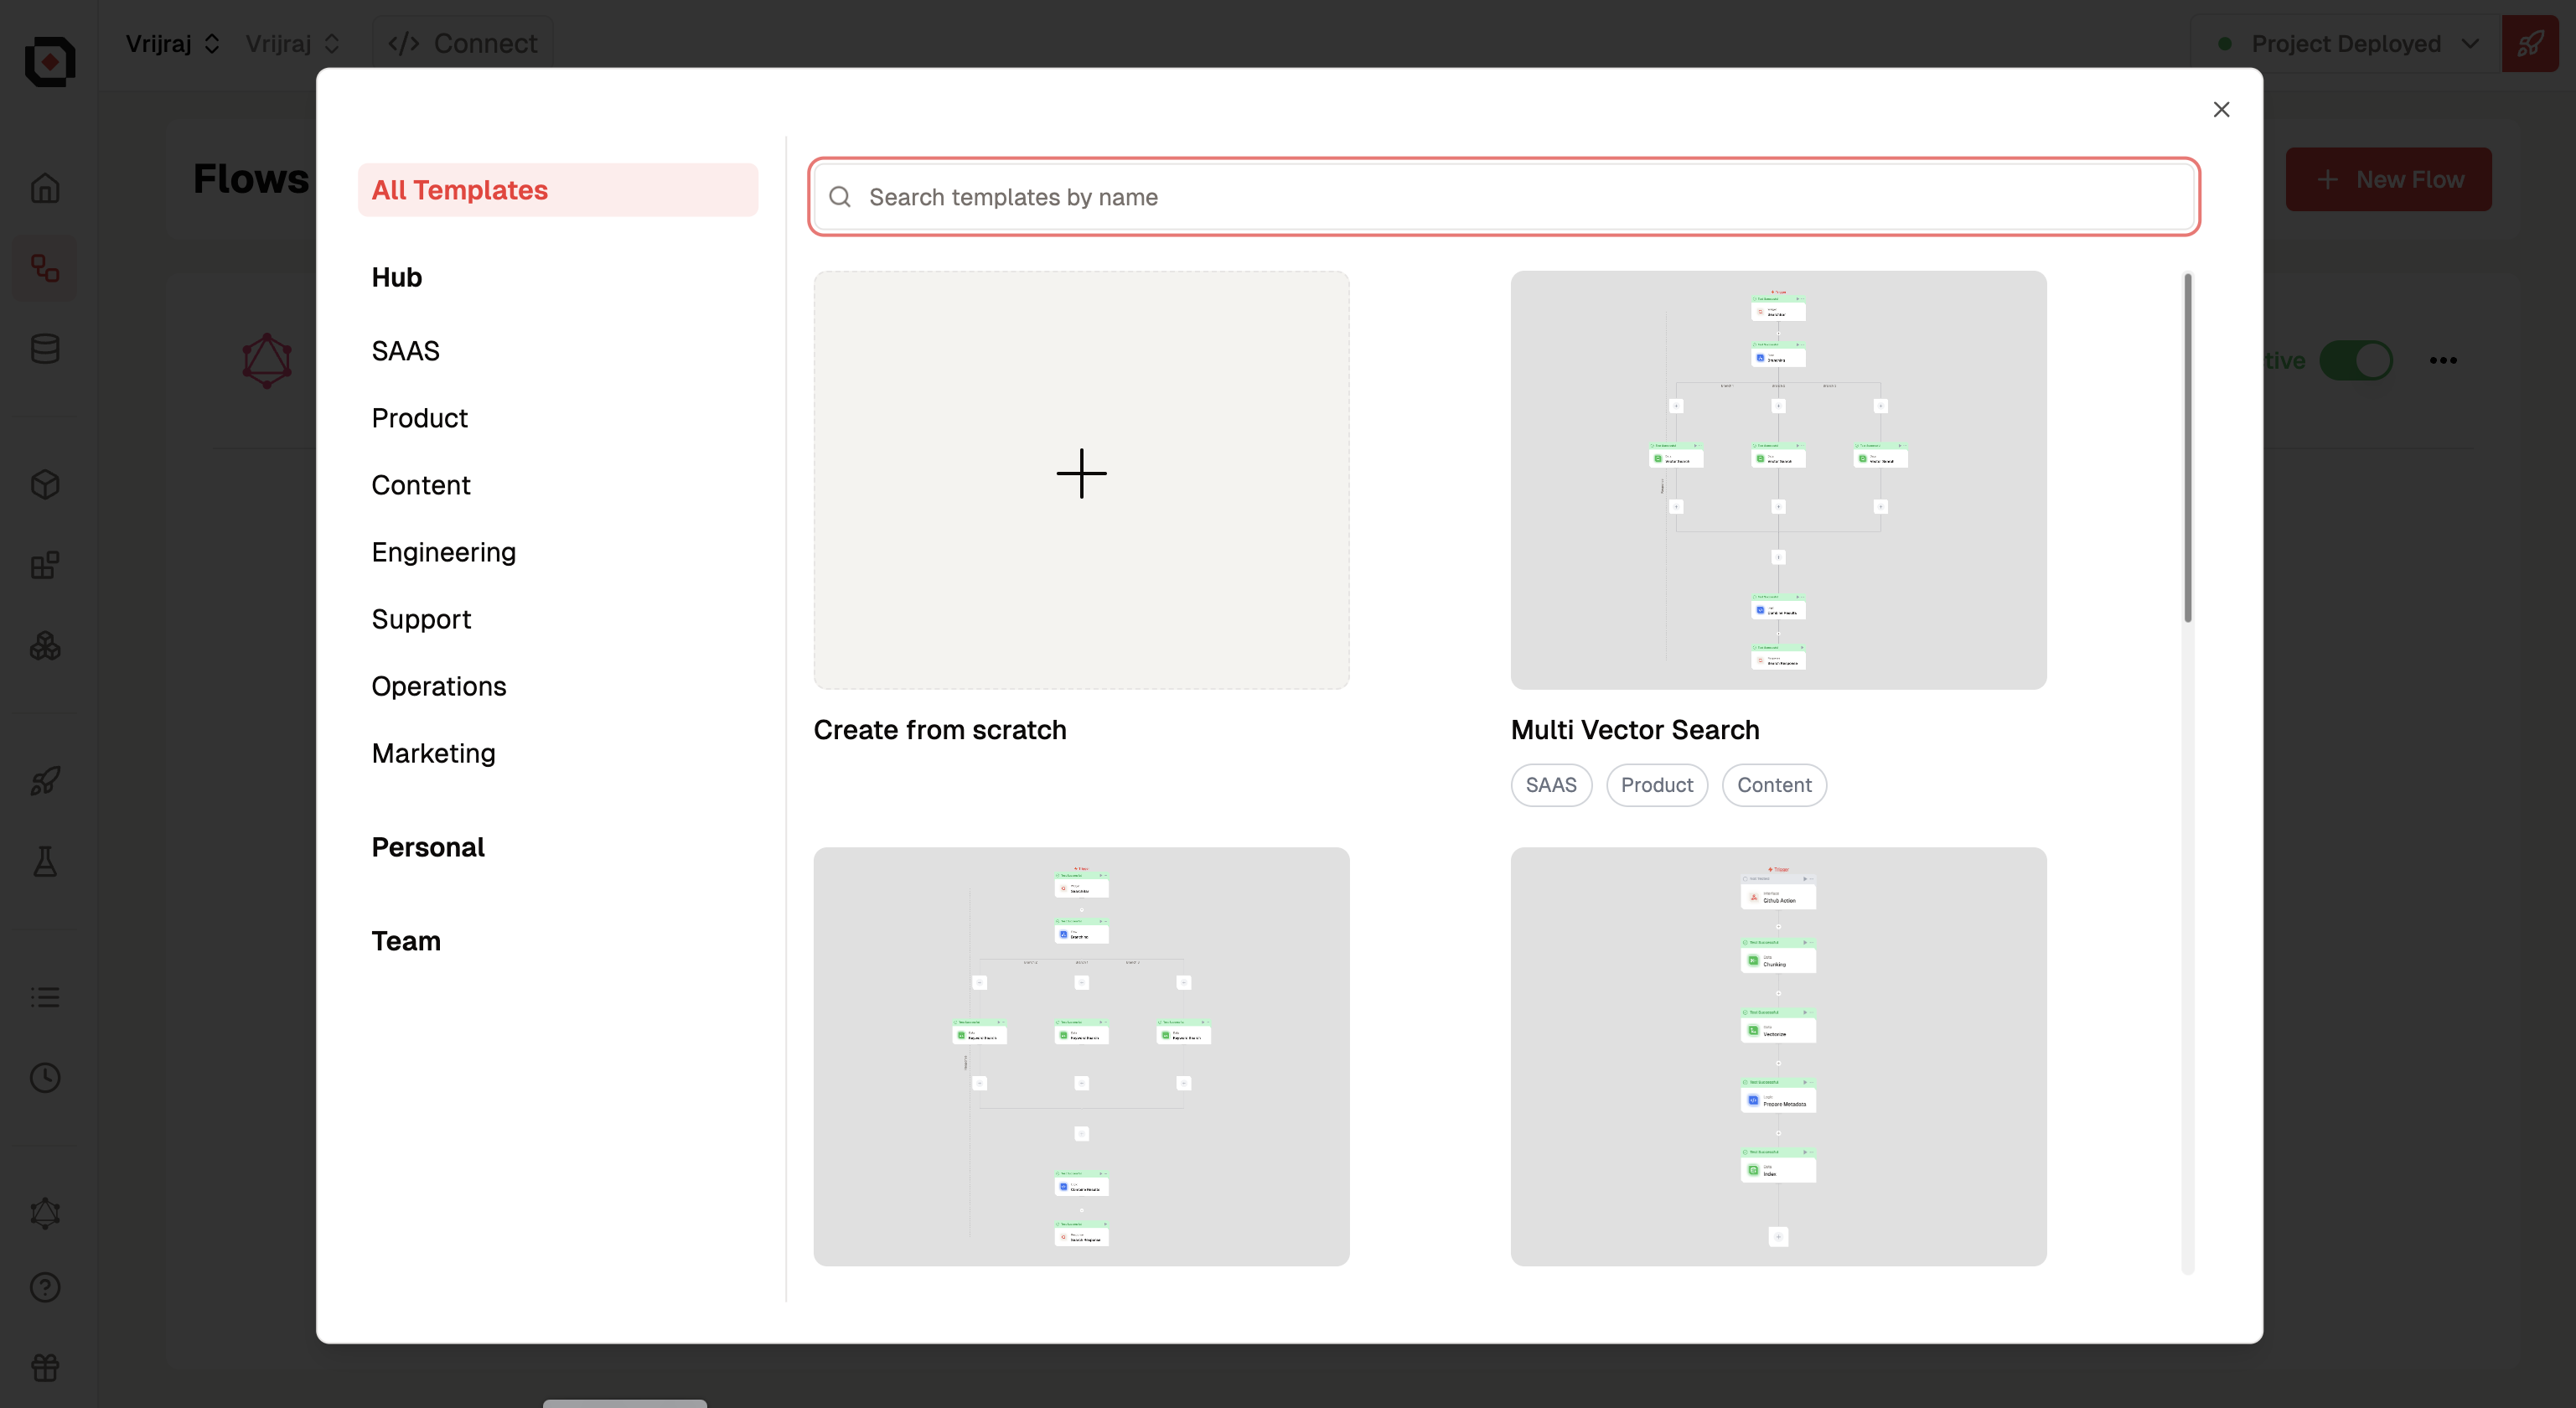 Vrijraj
Vrijraj
</> Connect
Project Deployed
Flows
New Flow
tive
All Templates
Hub
SAAS
Product
Content
Engineering
Support
Operations
Marketing
Personal
Team
Search templates by name
Create from scratch
Multi Vector Search
SAAS
Product
Content
Trigger
Github Action
Chunking
Vectorize
Prepare Metadata
Index